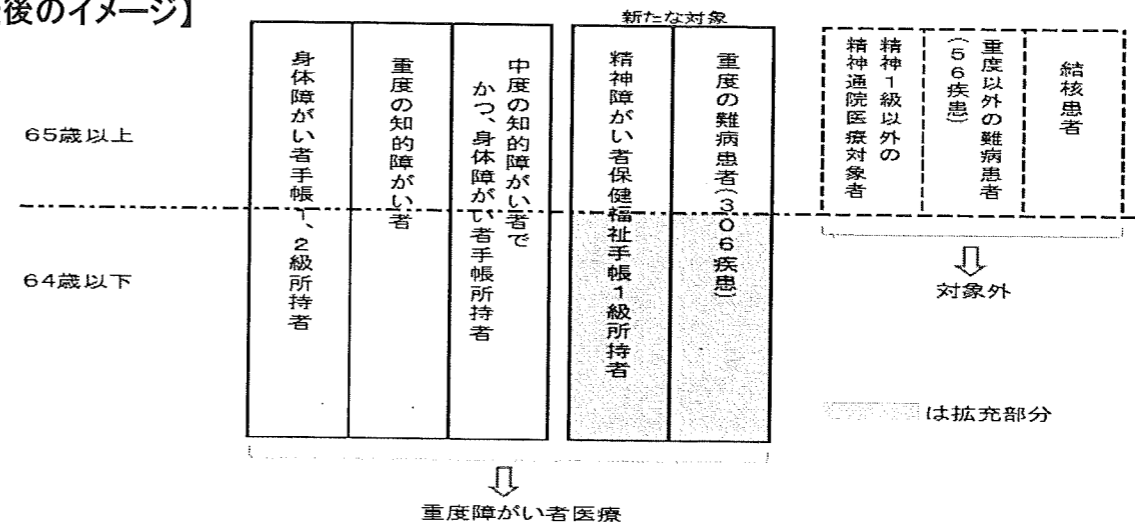 後のイメージ】
新たな対象
65歳以上
64歳以下
身体障がい者手帳1、2級所持者
重度の知的障がい者
中度の知的障がい者で
かつ、身体障がい者手帳所持者
精神障がい者保健福祉手帳1級所持者
重度の難病患者(306疾患)
精神1級以外の
精神通院医療対象者
重度以外の難病患者
(56疾患)
結核患者
対象外
は拡充部分
重度障がい者医療